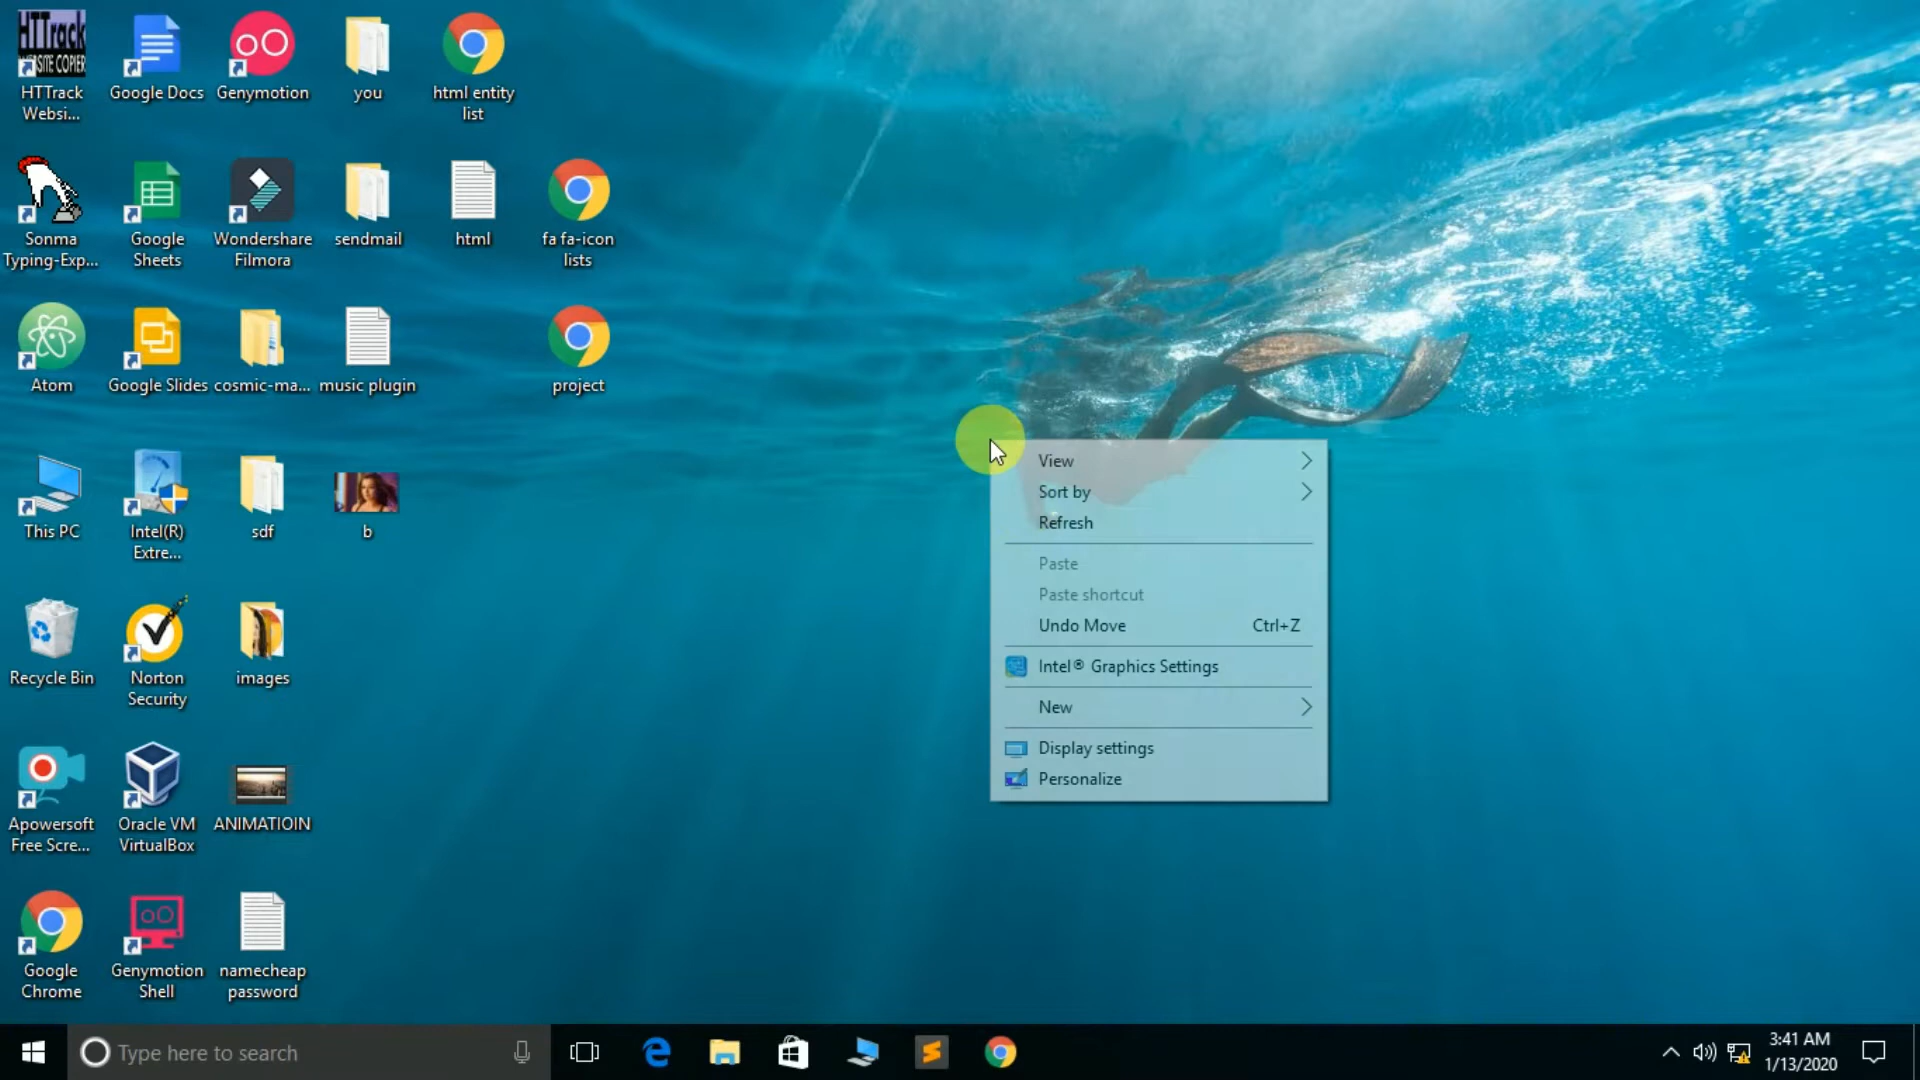 HTTrack
WEBSITE COPIER
HTTrack
Websi...
Google Docs
Genymotion
you
html entity
list
Sonma
Typing-Exp...
Google
Sheets
Wondershare
Filmora
sendmail
html
fa fa-icon
lists
Atom
Google Slides
cosmic-ma...
music plugin
project
This PC
Intel(R)
Extre...
sdf
b
Recycle Bin
Norton
Security
images
Apowersoft
Free Scre...
Oracle VM
VirtualBox
ANIMATIOIN
Google
Chrome
Genymotion
Shell
namecheap
password
View
Sort by
Refresh
Paste
Paste shortcut
Undo Move Ctrl+Z
Intel® Graphics Settings
New
Display settings
Personalize
Type here to search
3:41 AM
1/13/2020